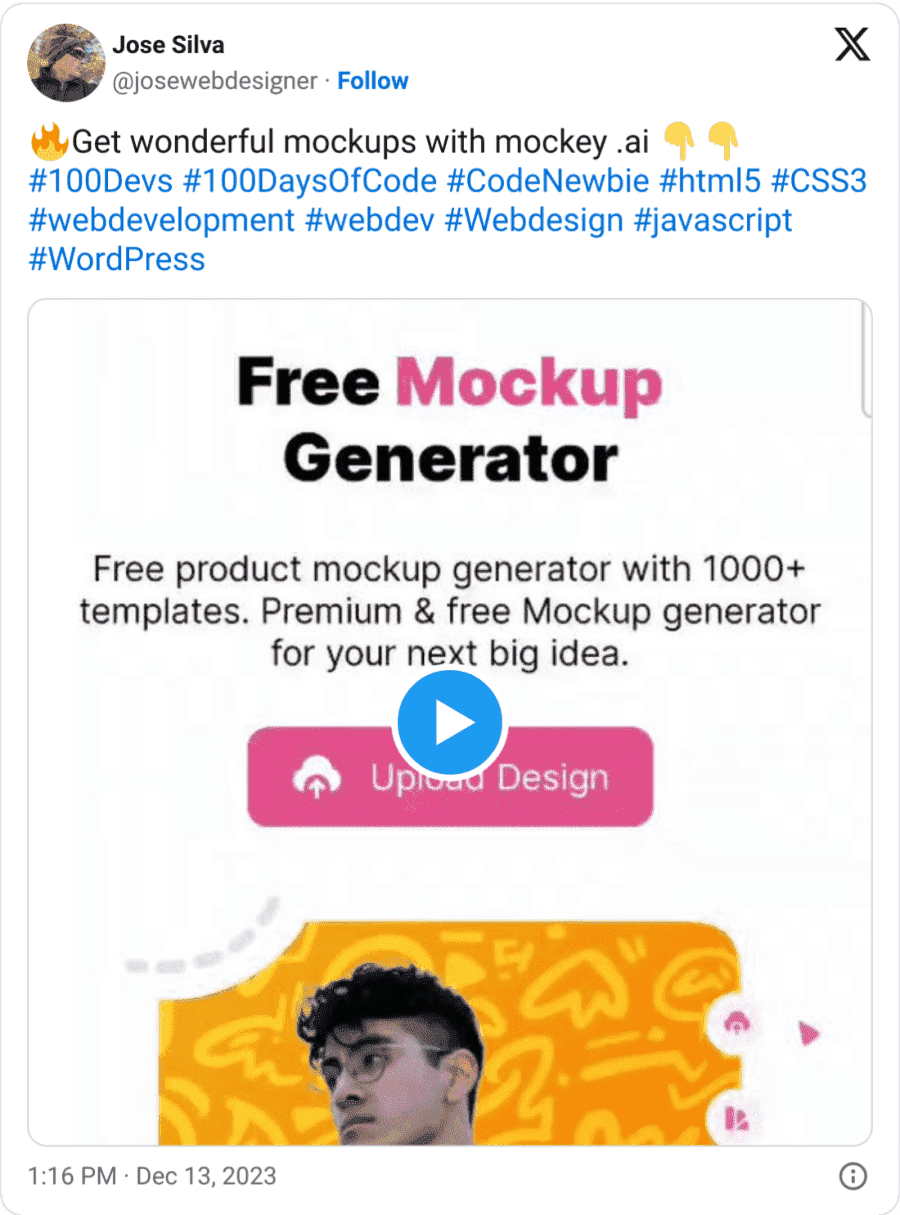 Jose Silva
@josewebdesigner · Follow
🔥Get wonderful mockups with mockey .ai 👇👇
#100Devs #100DaysOfCode #CodeNewbie #html5 #CSS3
#webdevelopment #webdev #Webdesign #javascript
#WordPress
Free Mockup
Generator
Free product mockup generator with 1000+
templates. Premium & free Mockup generator
for your next big idea.
Upload Design
1:16 PM · Dec 13, 2023